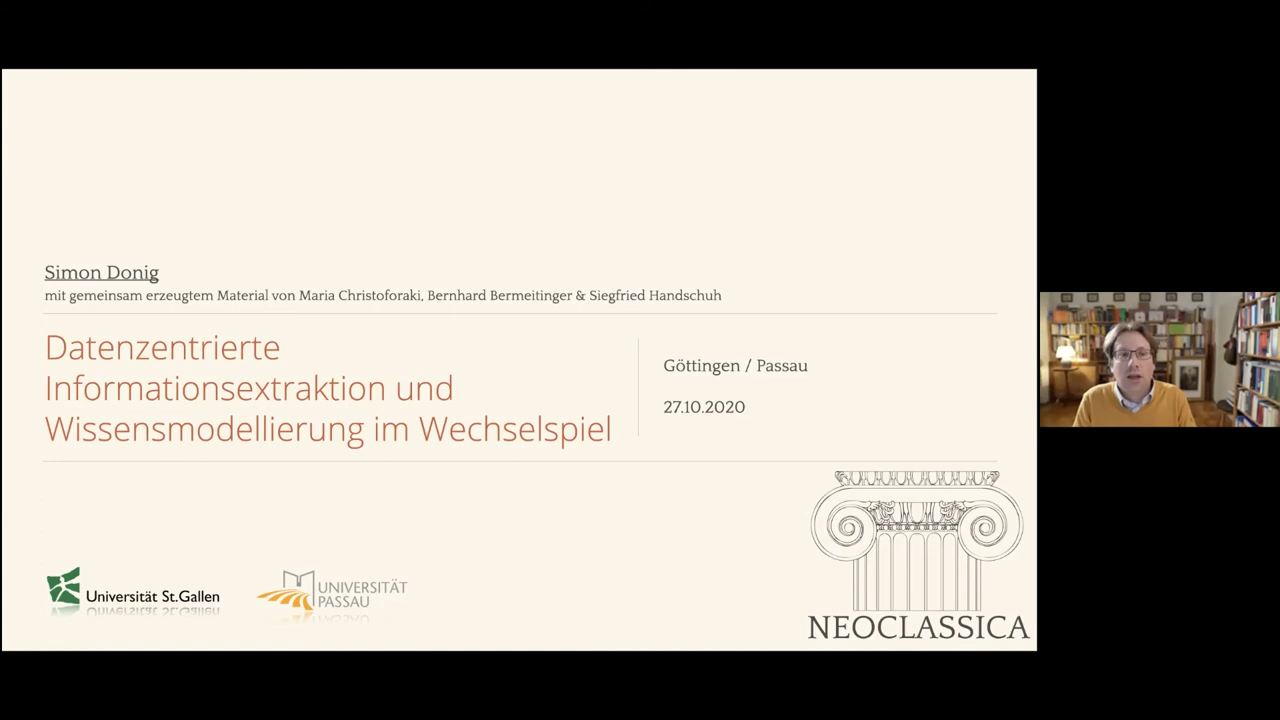 Simon Donig
mit gemeinsam erzeugtem Material von Maria Christoforaki, Bernhard Bermeitinger & Siegfried Handschuh
Datenzentrierte
Informationsextraktion und
Wissensmodellierung im Wechselspiel
Göttingen / Passau
27.10.2020
Universität St.Gallen
UNIVERSITÄT
PASSAU
NEOCLASSICA